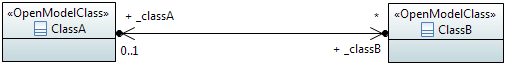 «OpenModelClass»
ClassA
+ _classA
0..1
*
+ _classB
«OpenModelClass»
ClassB